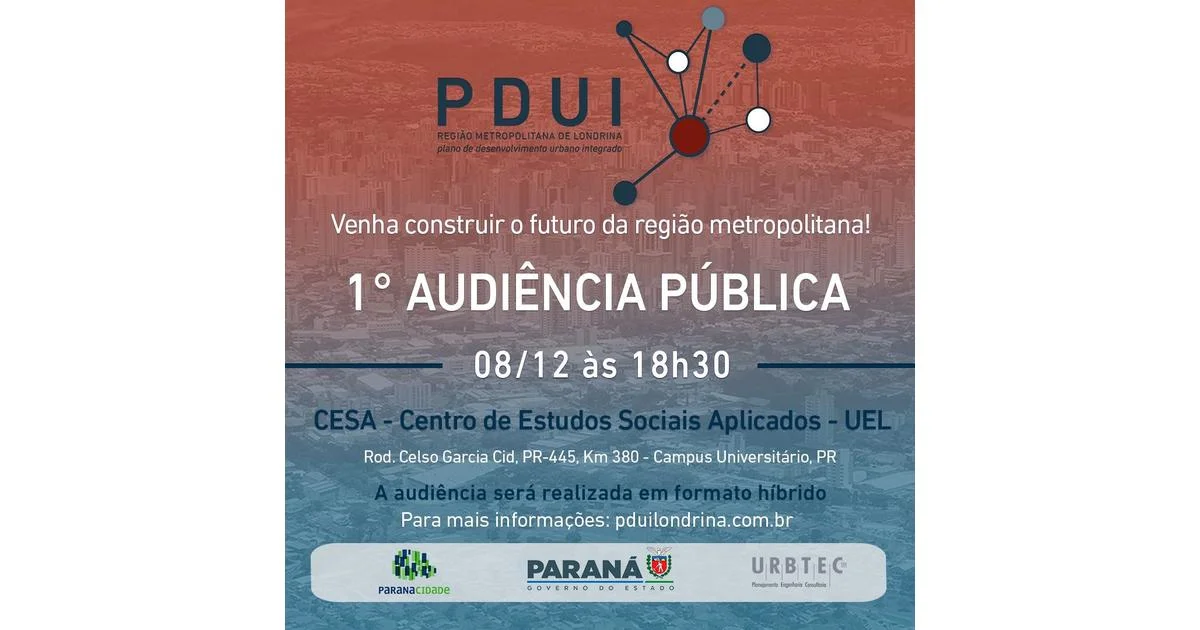 PDUI
REGIÃO METROPOLITANA DE LONDRINA
plano de desenvolvimento urbano integrado
Venha construir o futuro da região metropolitana!
1° AUDIÊNCIA PÚBLICA
08/12 às 18h30
CESA - Centro de Estudos Sociais Aplicados - UEL
Rod. Celso Garcia Cid, PR-445, Km 380 - Campus Universitário, PR
A audiência será realizada em formato híbrido
Para mais informações: pduilondrina.com.br
PARANACIDADE
PARANÁ
GOVERNO DO ESTADO
URBTEC
Planejamento Engenharia Consultoria